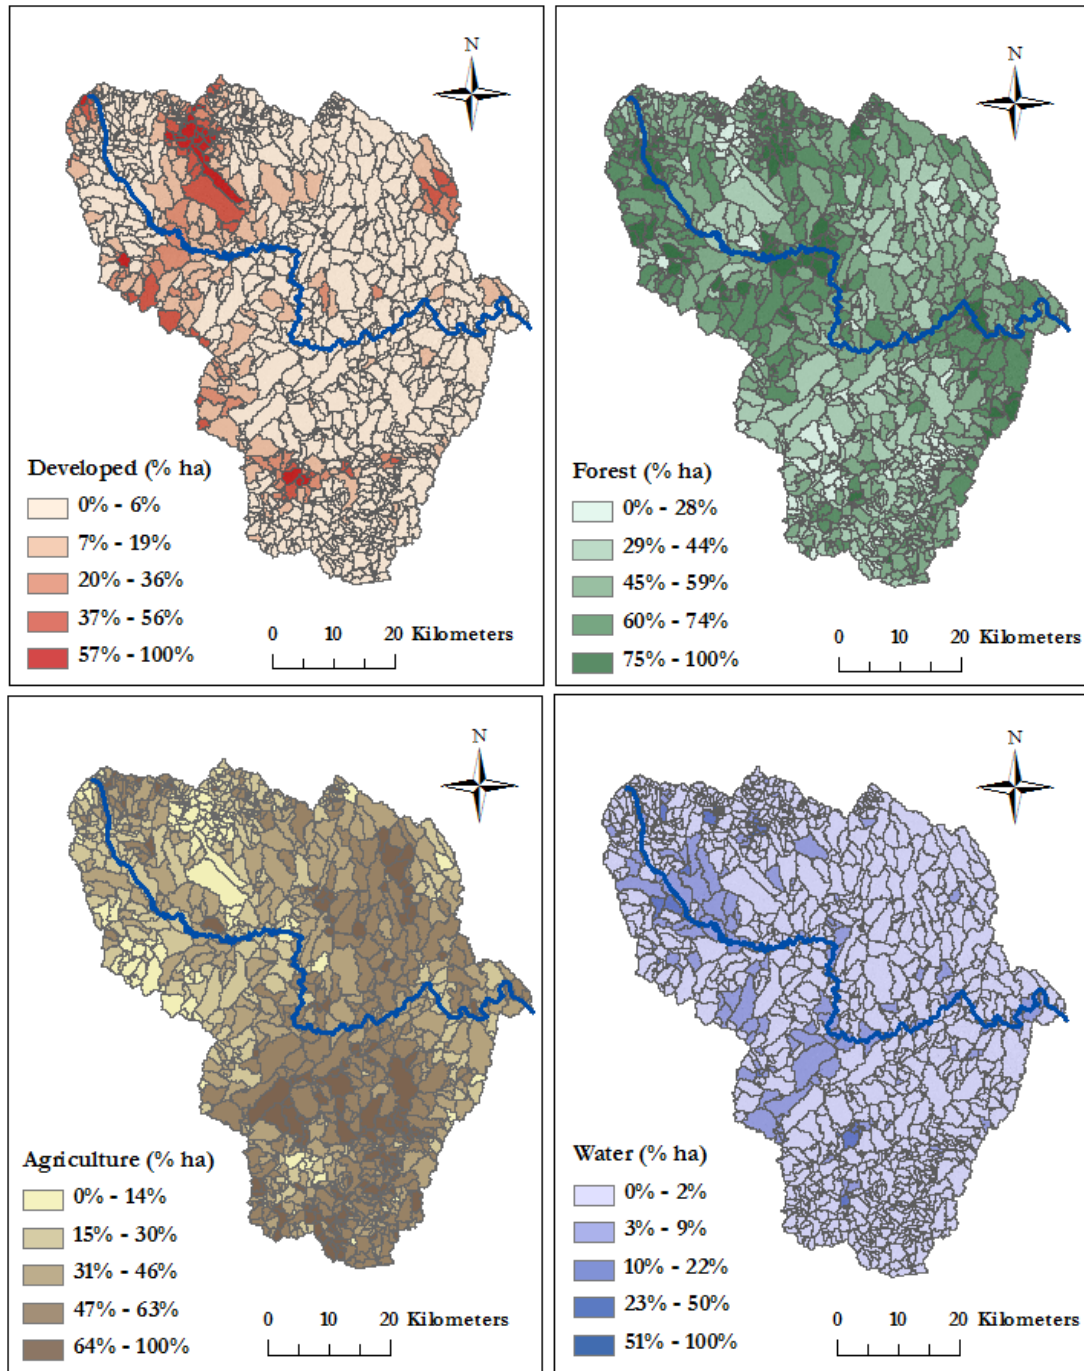 N
Developed (% ha)
0% - 6%
7% - 19%
20% - 36%
37% - 56%
57% - 100%
0 10 20 Kilometers
N
Forest (% ha)
0% - 28%
29% - 44%
45% - 59%
60% - 74%
75% - 100%
0 10 20 Kilometers
N
Agriculture (% ha)
0% - 14%
15% - 30%
31% - 46%
47% - 63%
64% - 100%
0 10 20 Kilometers
N
Water (% ha)
0% - 2%
3% - 9%
10% - 22%
23% - 50%
51% - 100%
0 10 20 Kilometers